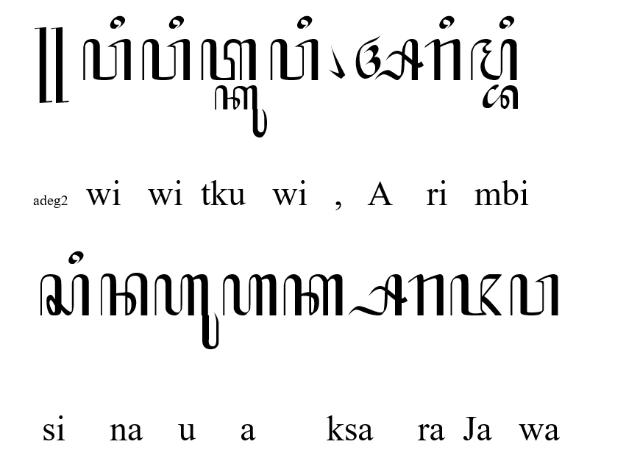 ꧋ꦮꦶꦮꦶꦠ꧀ꦏꦸꦮꦶ꧈ꦄꦫꦶꦩ꧀ꦧꦶ
adeg2 wi wi tku wi , A ri mbi
ꦱꦶꦤꦲꦸꦲꦏ꧀ꦱꦫꦗꦮ
si na u a ksa ra Ja wa